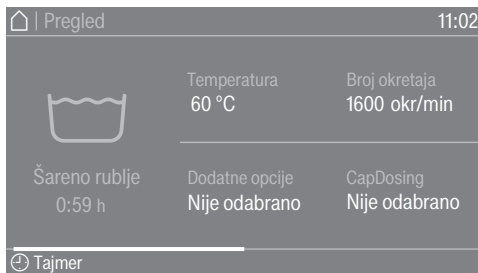 | Pregled 11:02
Temperatura
60 °C
Broj okretaja
1600 okr/min
Šareno rublje
0:59 h
Dodatne opcije
Nije odabrano
CapDosing
Nije odabrano
Tajmer